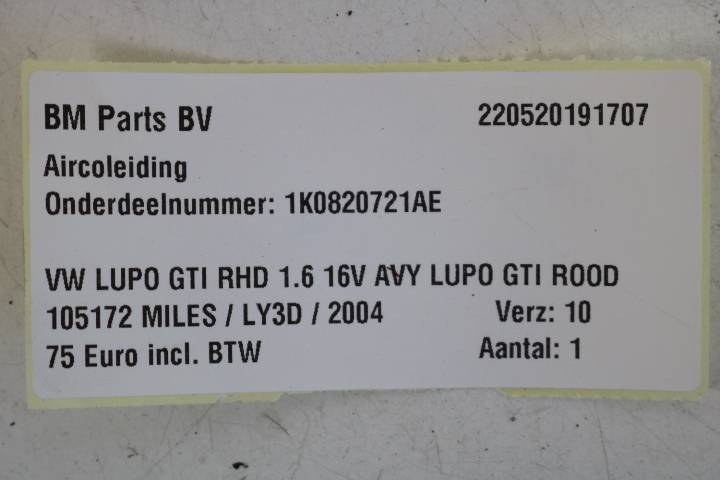 BM Parts BV 220520191707
Aircoleiding
Onderdeelnummer: 1K0820721AE
VW LUPO GTI RHD 1.6 16V AVY LUPO GTI ROOD
105172 MILES / LY3D / 2004 Verz: 10
75 Euro incl. BTW Aantal: 1